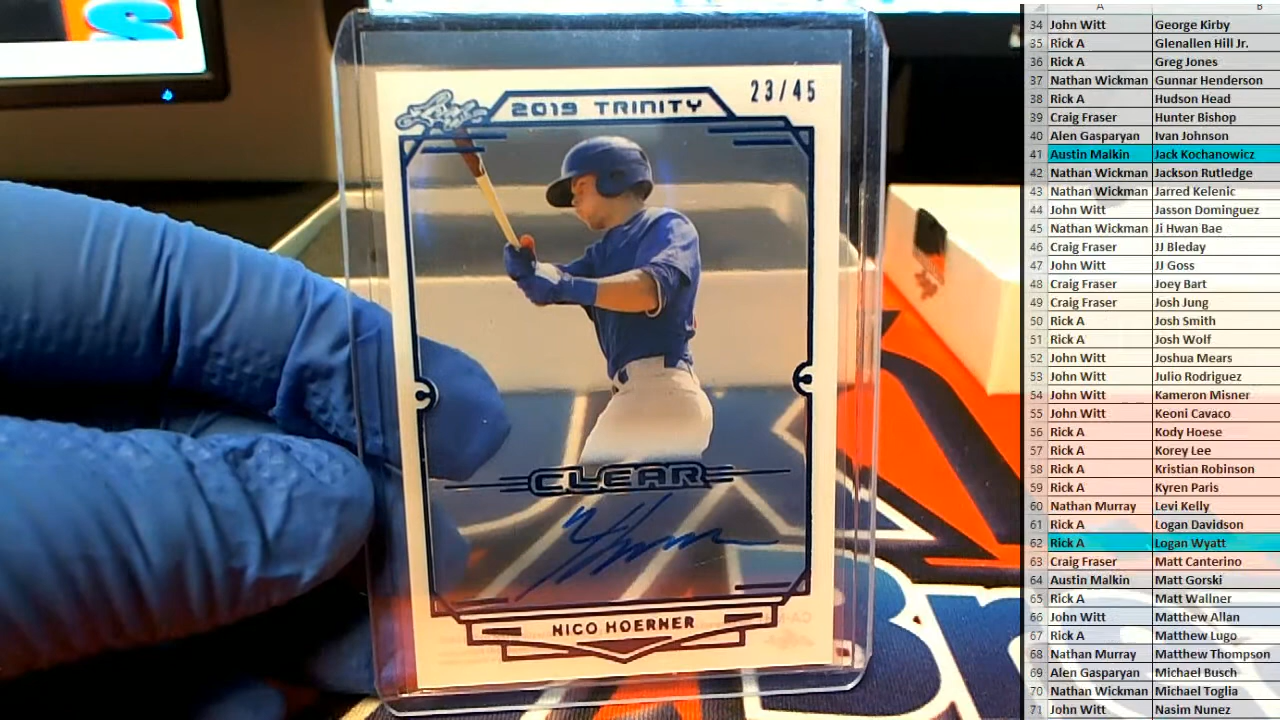 2019 TRINITY
23/45
CLEAR
NICO HOERNER
A B
34 John Witt George Kirby
35 Rick A Glenallen Hill Jr.
36 Rick A Greg Jones
37 Nathan Wickman Gunnar Henderson
38 Rick A Hudson Head
39 Craig Fraser Hunter Bishop
40 Alen Gasparyan Ivan Johnson
41 Austin Malkin Jack Kochanowicz
42 Nathan Wickman Jackson Rutledge
43 Nathan Wickman Jarred Kelenic
44 John Witt Jasson Dominguez
45 Nathan Wickman Ji Hwan Bae
46 Craig Fraser JJ Bleday
47 John Witt JJ Goss
48 Craig Fraser Joey Bart
49 Craig Fraser Josh Jung
50 Rick A Josh Smith
51 Rick A Josh Wolf
52 John Witt Joshua Mears
53 John Witt Julio Rodriguez
54 John Witt Kameron Misner
55 John Witt Keoni Cavaco
56 Rick A Kody Hoese
57 Rick A Korey Lee
58 Rick A Kristian Robinson
59 Rick A Kyren Paris
60 Nathan Murray Levi Kelly
61 Rick A Logan Davidson
62 Rick A Logan Wyatt
63 Craig Fraser Matt Canterino
64 Austin Malkin Matt Gorski
65 Rick A Matt Wallner
66 John Witt Matthew Allan
67 Rick A Matthew Lugo
68 Nathan Murray Matthew Thompson
69 Alen Gasparyan Michael Busch
70 Nathan Wickman Michael Toglia
71 John Witt Nasim Nunez